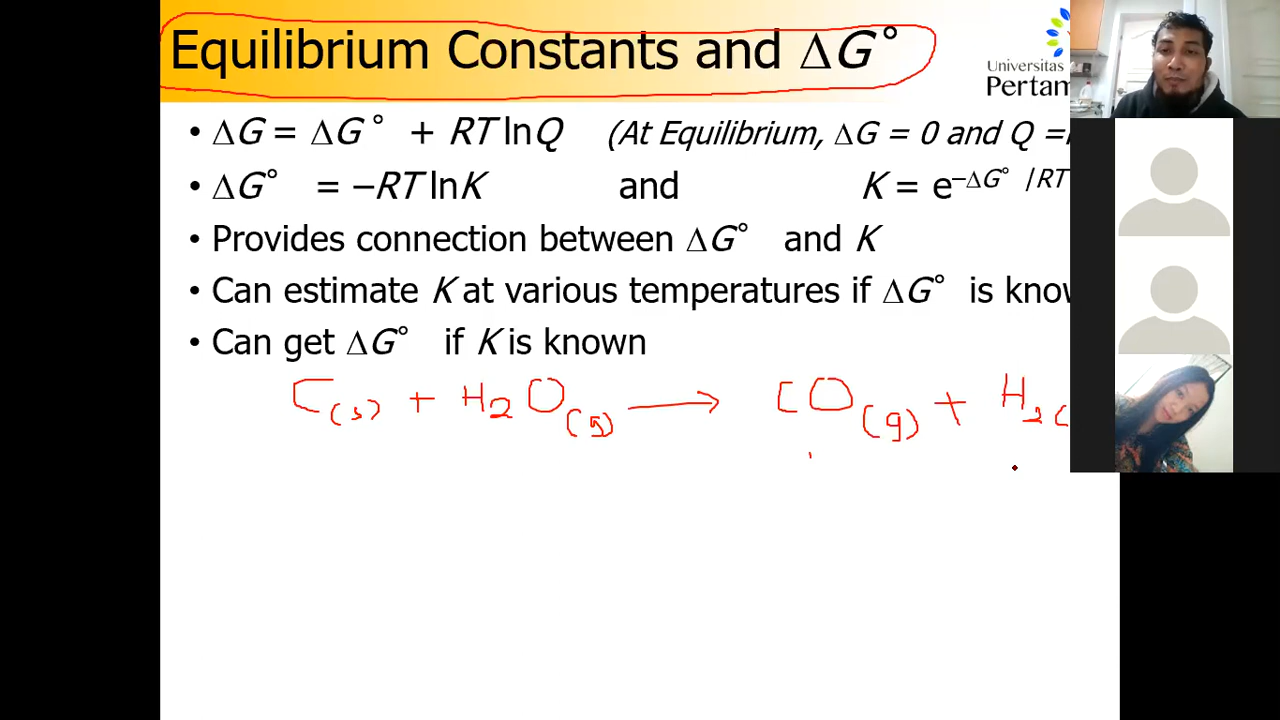 Equilibrium Constants and ΔG°
Universitas
Pertam
• ΔG = ΔG° + RT lnQ (At Equilibrium, ΔG = 0 and Q =
• ΔG° = −RT lnK and K = e−ΔG° /RT
• Provides connection between ΔG° and K
• Can estimate K at various temperatures if ΔG° is know
• Can get ΔG° if K is known
C(s) + H2O(g) → CO(g) + H2(